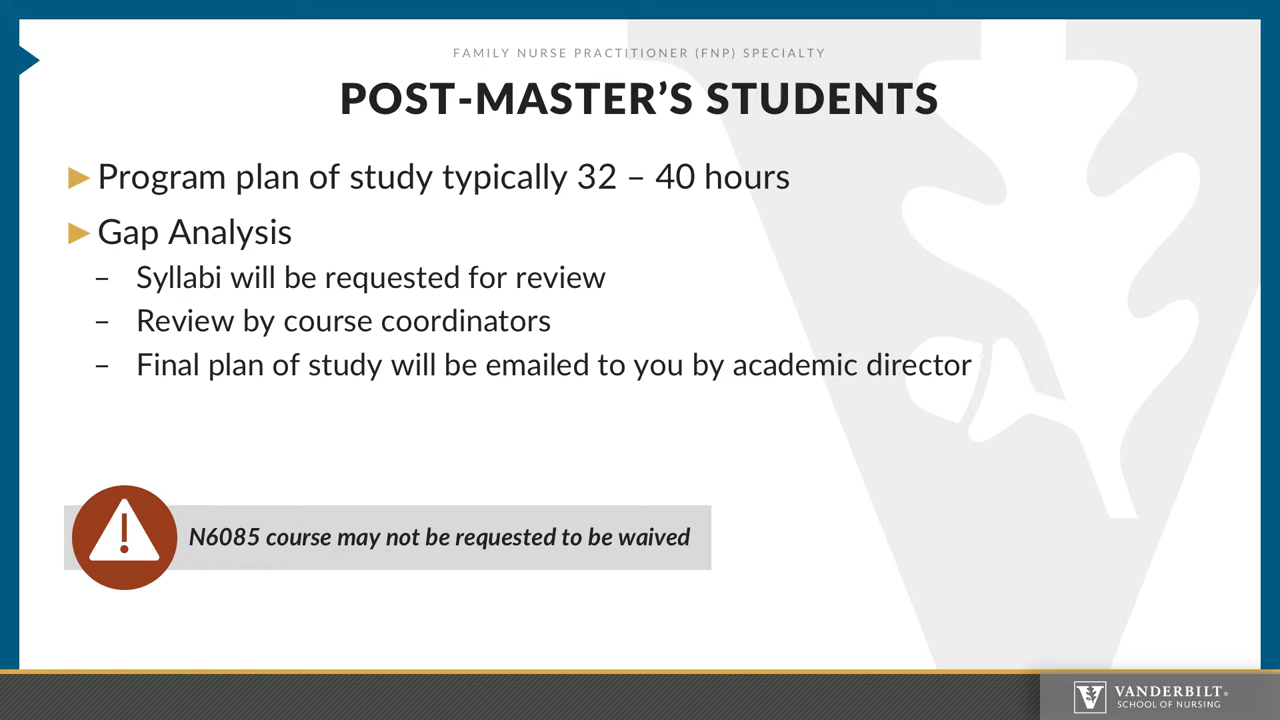 FAMILY NURSE PRACTITIONER (FNP) SPECIALTY
POST-MASTER’S STUDENTS
► Program plan of study typically 32 – 40 hours
► Gap Analysis
– Syllabi will be requested for review
– Review by course coordinators
– Final plan of study will be emailed to you by academic director
N6085 course may not be requested to be waived
VANDERBILT®
SCHOOL OF NURSING